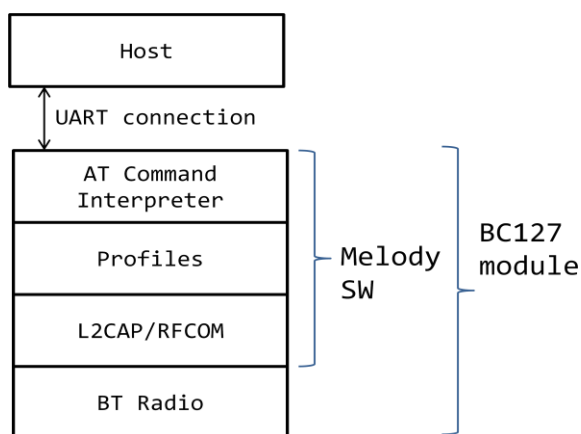 Host
UART connection
AT Command
Interpreter
Profiles
L2CAP/RFCOM
BT Radio
Melody
SW
BC127
module